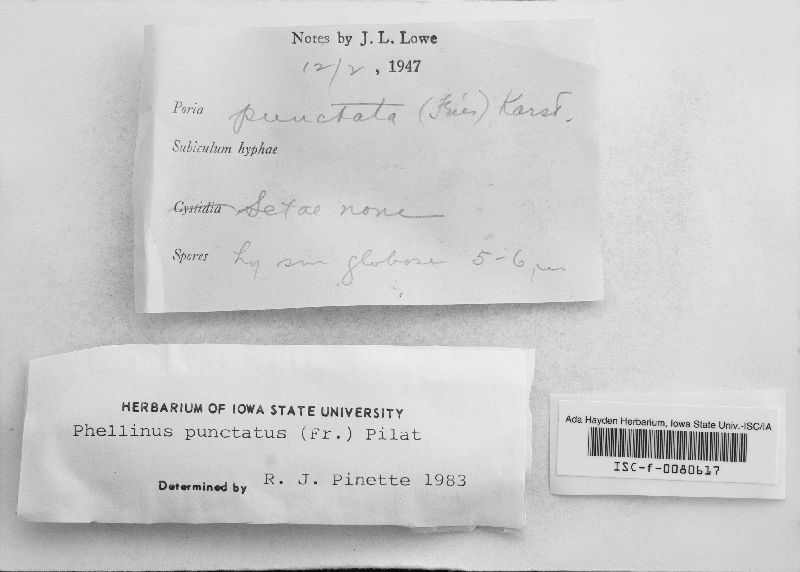 Notes by J. L. Lowe
12/2, 1947
Poria punctata (Fries) Karst.
Subiculum hyphae
Cystidia Setae none
Spores hy sm globose 5-6 µ.
HERBARIUM OF IOWA STATE UNIVERSITY
Phellinus punctatus (Fr.) Pilat
Determined by R. J. Pinette 1983
Ada Hayden Herbarium, Iowa State Univ.-ISC/IA
ISC-f-0080617